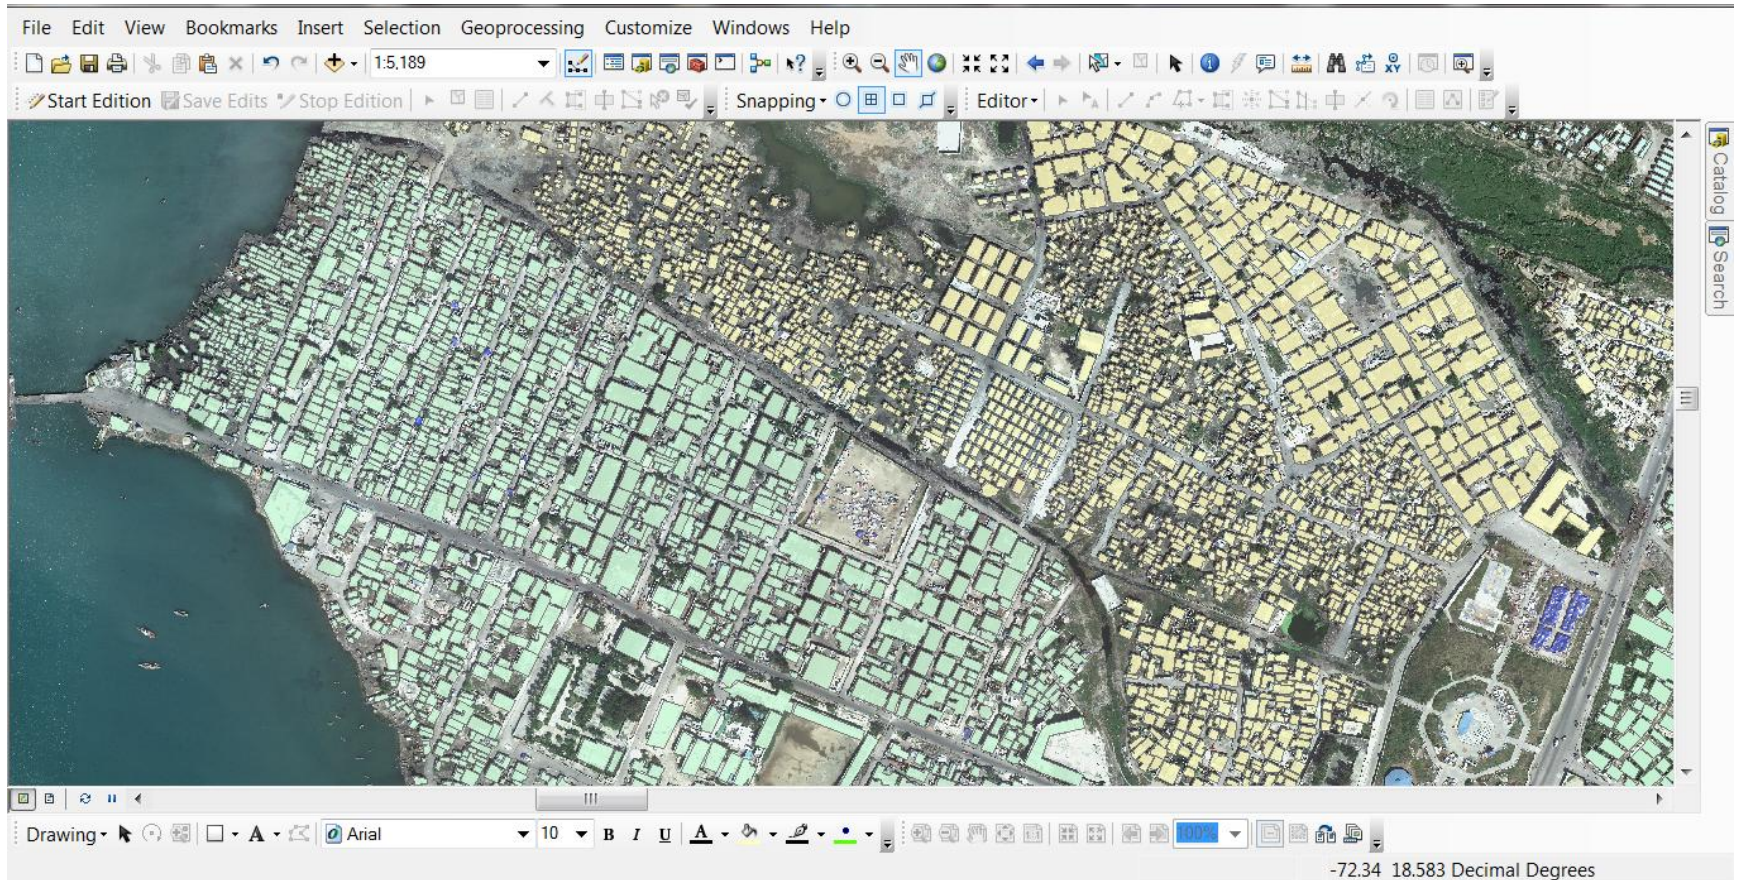 File Edit View Bookmarks Insert Selection Geoprocessing Customize Windows Help
1:5,189
Start Edition Save Edits Stop Edition Snapping Editor
Catalog
Search
Drawing Arial 10 B I U A 100%
-72.34 18.583 Decimal Degrees